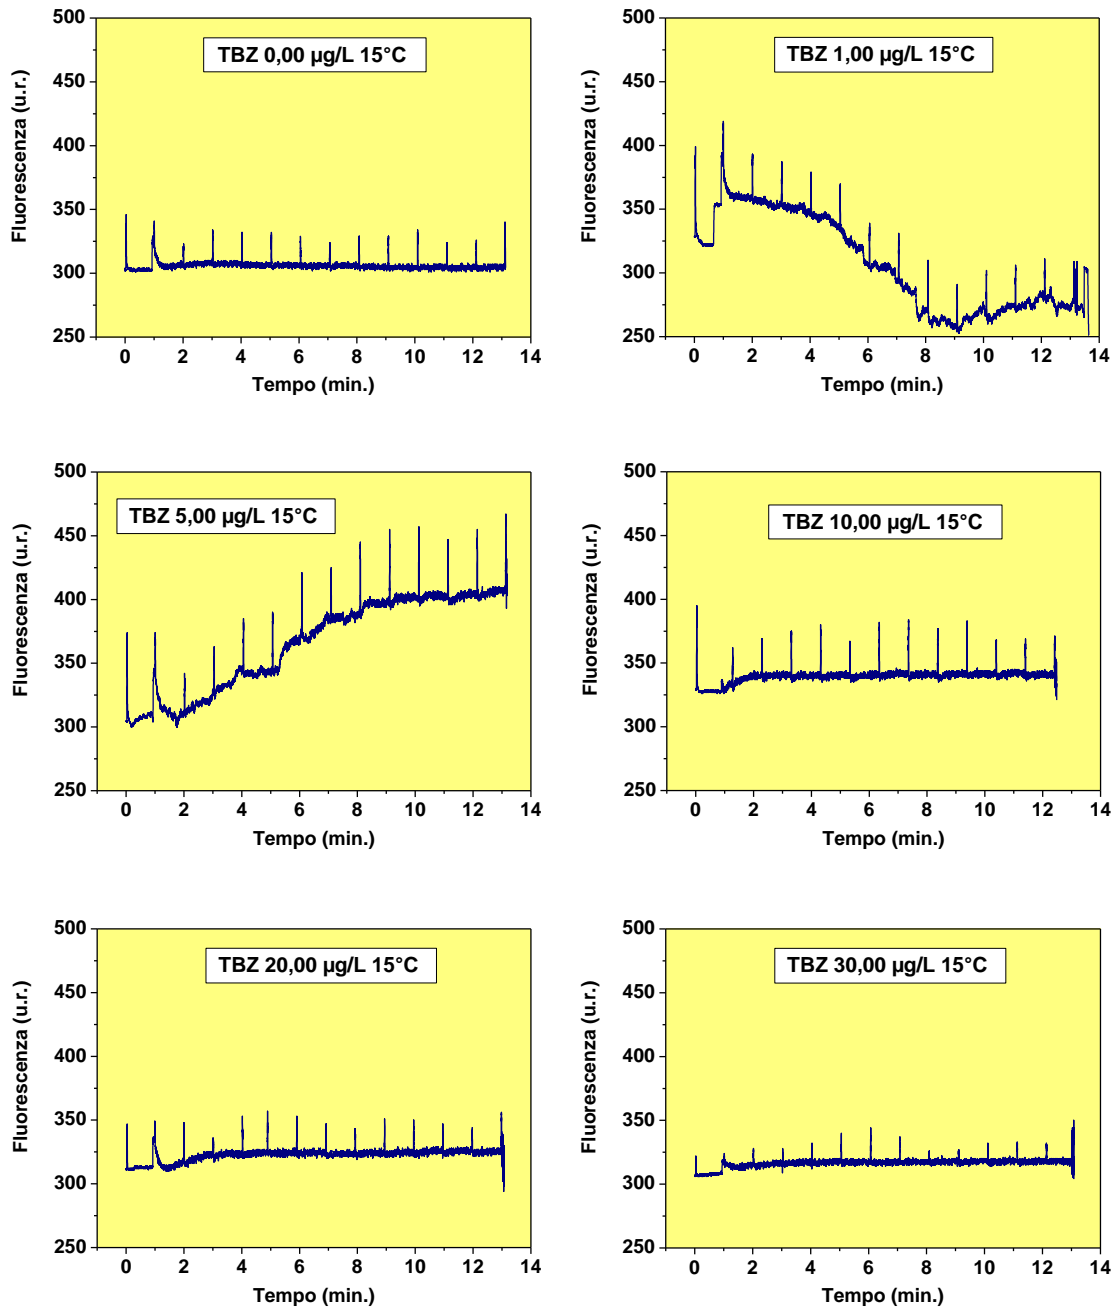 TBZ 0,00 µg/L 15°C
Fluorescenza (u.r.)
500
450
400
350
300
250
0 2 4 6 8 10 12 14
Tempo (min.)
TBZ 1,00 µg/L 15°C
Fluorescenza (u.r.)
500
450
400
350
300
250
0 2 4 6 8 10 12 14
Tempo (min.)
TBZ 5,00 µg/L 15°C
Fluorescenza (u.r.)
500
450
400
350
300
250
0 2 4 6 8 10 12 14
Tempo (min.)
TBZ 10,00 µg/L 15°C
Fluorescenza (u.r.)
500
450
400
350
300
250
0 2 4 6 8 10 12 14
Tempo (min.)
TBZ 20,00 µg/L 15°C
Fluorescenza (u.r.)
500
450
400
350
300
250
0 2 4 6 8 10 12 14
Tempo (min.)
TBZ 30,00 µg/L 15°C
Fluorescenza (u.r.)
500
450
400
350
300
250
0 2 4 6 8 10 12 14
Tempo (min.)